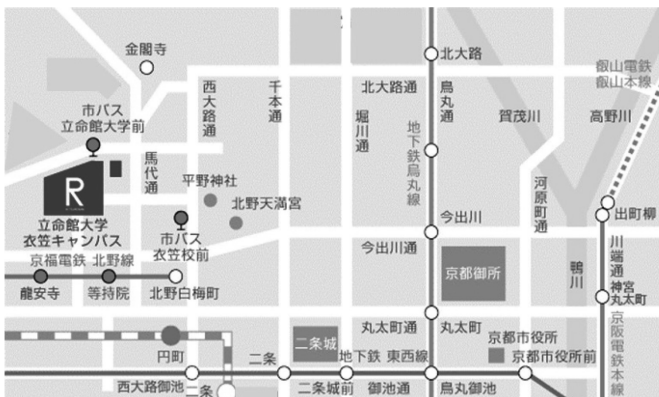 金閣寺
北大路
叡山電鉄
叡山本線
市バス
立命館大学前
西大路通
千本通
北大路通
烏丸通
賀茂川
高野川
堀川通
地下鉄烏丸線
馬代通
平野神社
北野天満宮
河原町通
R
立命館大学
衣笠キャンパス
市バス
衣笠校前
今出川
今出川通
出町柳
京福電鉄 北野線
龍安寺
等持院
北野白梅町
京都御所
鴨川
川端通
神宮
丸太町
丸太町通
丸太町
京都市役所
京都市役所前
京阪電鉄本線
円町
二条城
二条
地下鉄 東西線
西大路御池
二条
二条城前
御池通
烏丸御池